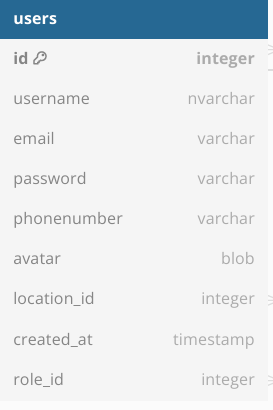 users
id integer
username nvarchar
email varchar
password varchar
phonenumber varchar
avatar blob
location_id integer
created_at timestamp
role_id integer